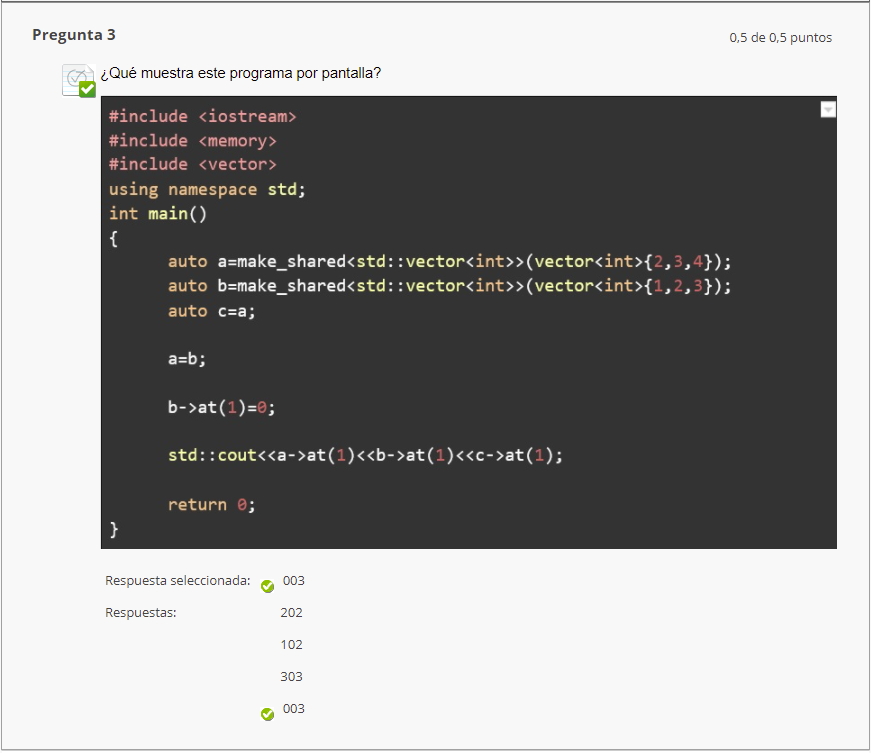 Pregunta 3
0,5 de 0,5 puntos
¿Qué muestra este programa por pantalla?
#include <iostream>
#include <memory>
#include <vector>
using namespace std;
int main()
{
auto a=make_shared<std::vector<int>>(vector<int>{2,3,4});
auto b=make_shared<std::vector<int>>(vector<int>{1,2,3});
auto c=a;
a=b;
b->at(1)=0;
std::cout<<a->at(1)<<b->at(1)<<c->at(1);
return 0;
}
Respuesta seleccionada: 003
Respuestas: 202
102
303
003